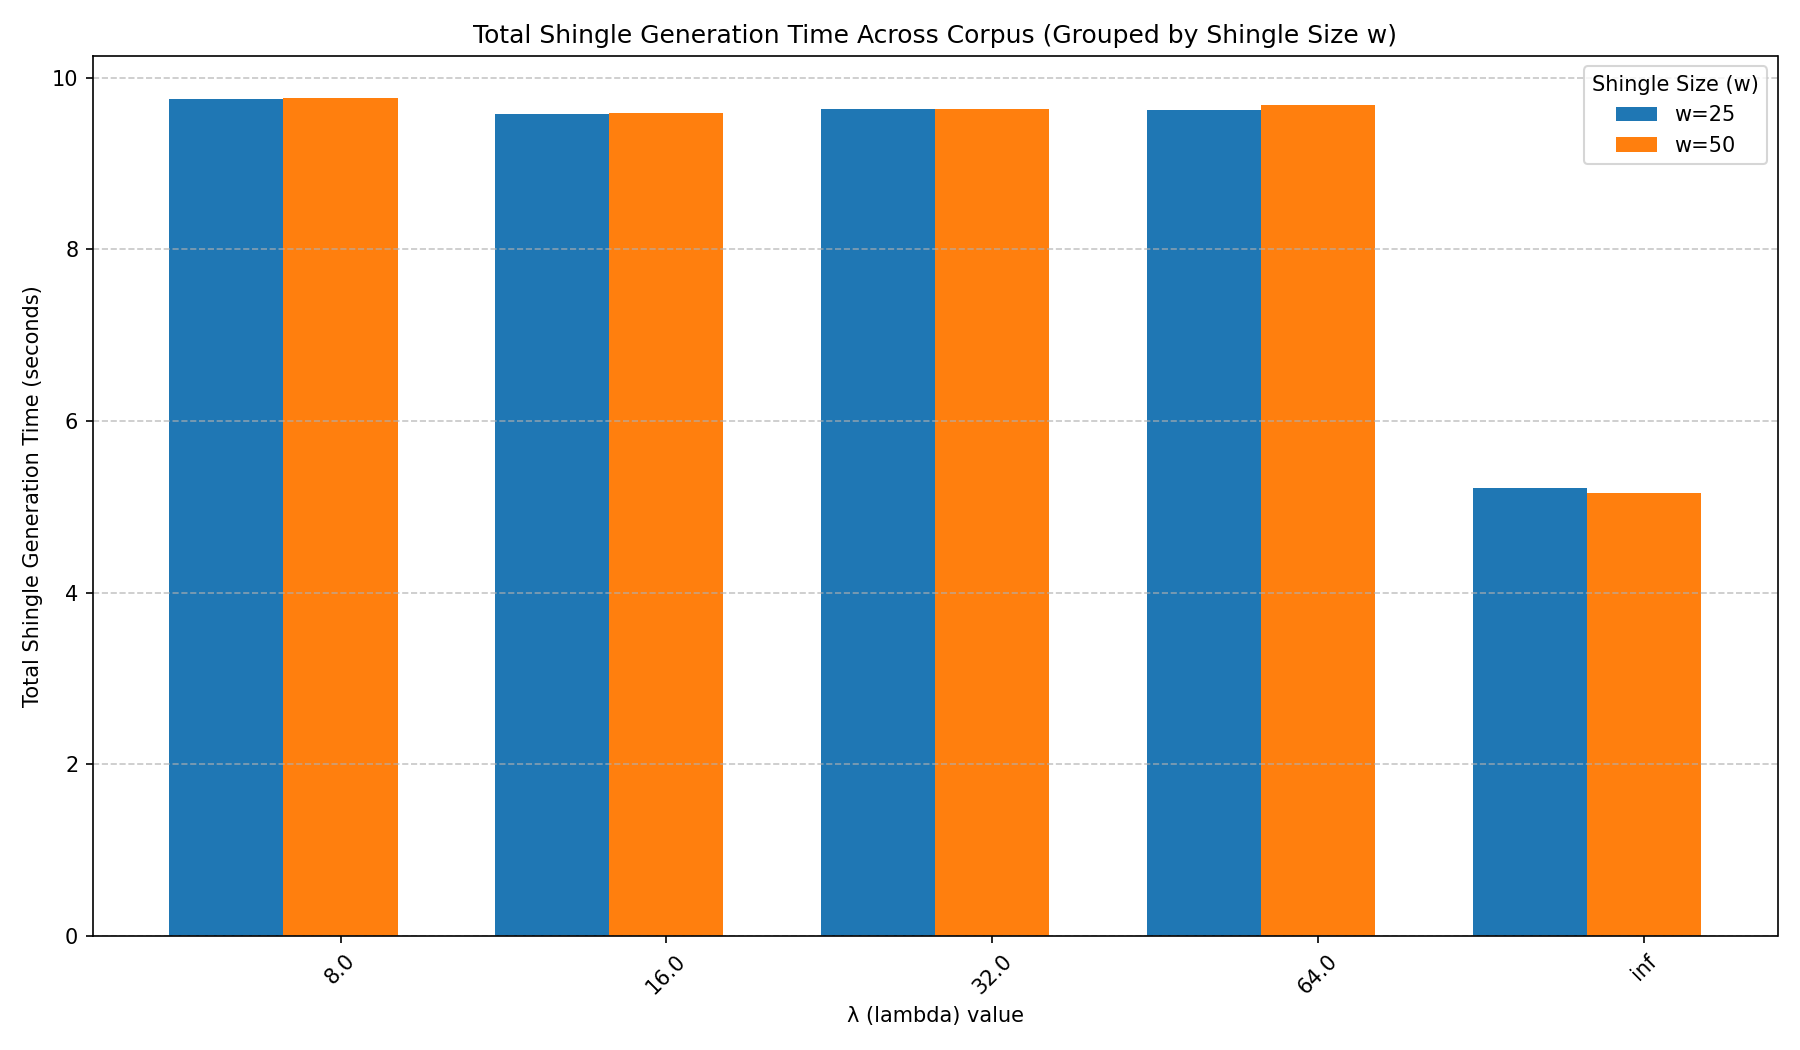 Total Shingle Generation Time Across Corpus (Grouped by Shingle Size w)
Total Shingle Generation Time (seconds)
10
8
6
4
2
0
Shingle Size (w)
w=25
w=50
8.0
16.0
32.0
64.0
inf
λ (lambda) value